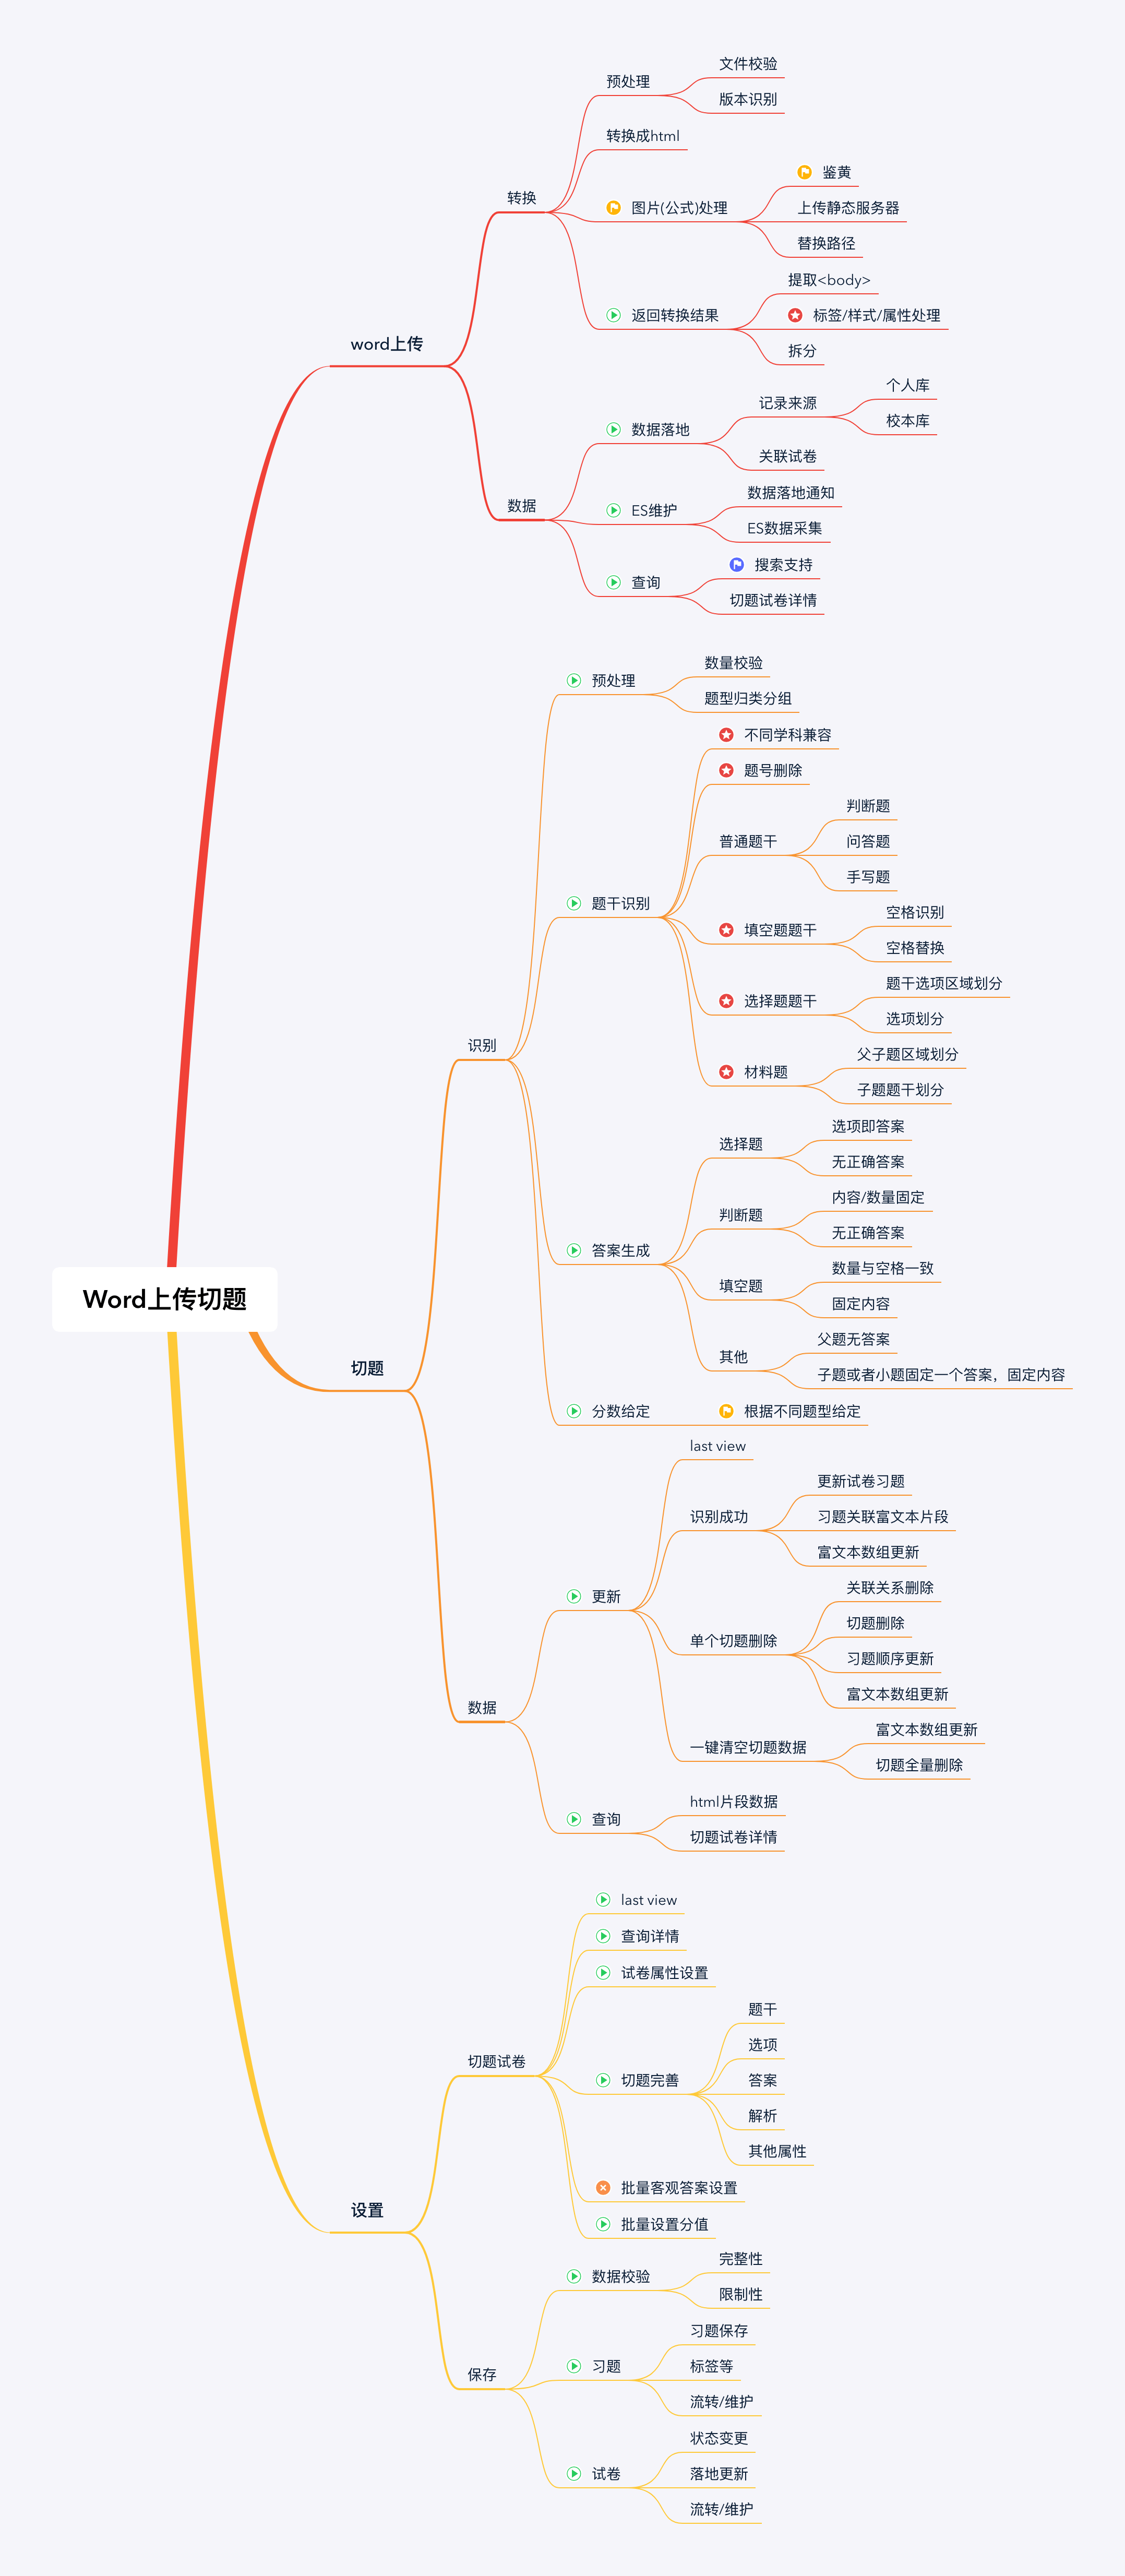 Word上传切题
word上传
转换
预处理
文件校验
版本识别
转换成html
图片(公式)处理
鉴黄
上传静态服务器
替换路径
返回转换结果
提取<body>
标签/样式/属性处理
拆分
数据
数据落地
记录来源
个人库
校本库
关联试卷
ES维护
数据落地通知
ES数据采集
查询
搜索支持
切题试卷详情
切题
识别
预处理
数量校验
题型归类分组
题干识别
不同学科兼容
题号删除
普通题干
判断题
问答题
手写题
填空题题干
空格识别
空格替换
选择题题干
题干选项区域划分
选项划分
材料题
父子题区域划分
子题题干划分
答案生成
选择题
选项即答案
无正确答案
判断题
内容/数量固定
无正确答案
填空题
数量与空格一致
固定内容
其他
父题无答案
子题或者小题固定一个答案，固定内容
分数给定
根据不同题型给定
数据
更新
last view
识别成功
更新试卷习题
习题关联富文本片段
富文本数组更新
单个切题删除
关联关系删除
切题删除
习题顺序更新
富文本数组更新
一键清空切题数据
富文本数组更新
切题全量删除
查询
html片段数据
切题试卷详情
设置
切题试卷
last view
查询详情
试卷属性设置
切题完善
题干
选项
答案
解析
其他属性
批量客观答案设置
批量设置分值
保存
数据校验
完整性
限制性
习题
习题保存
标签等
流转/维护
试卷
状态变更
落地更新
流转/维护